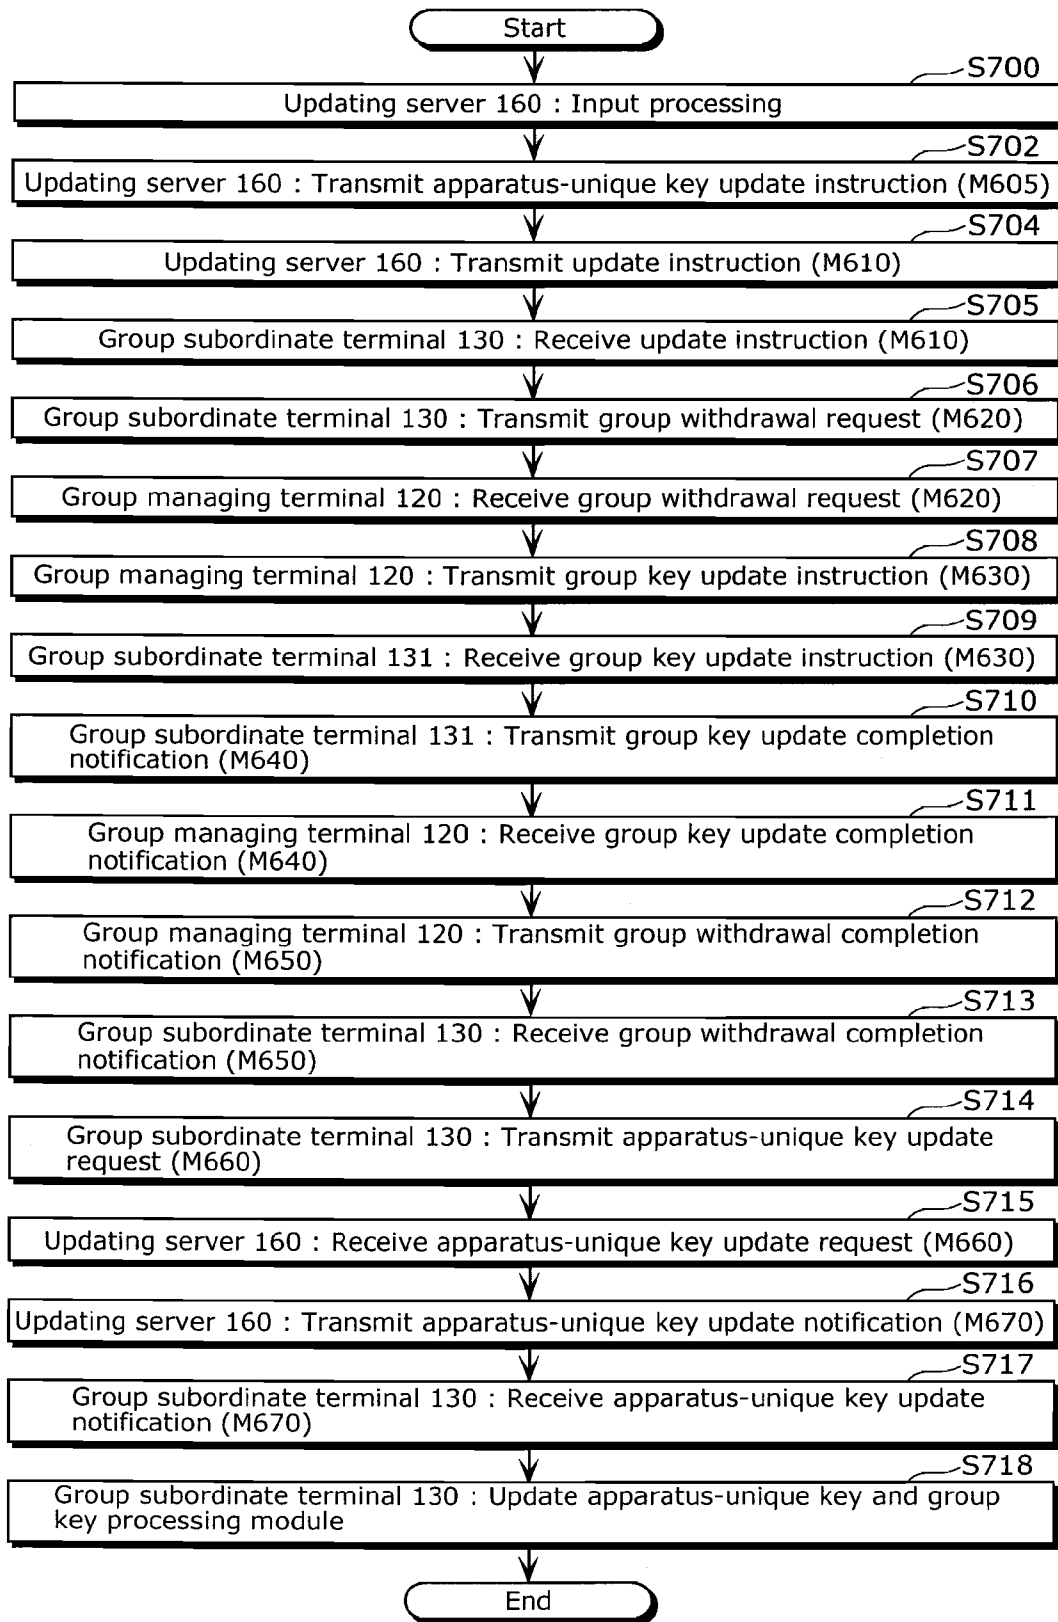 Start
S700
Updating server 160 : Input processing
S702
Updating server 160 : Transmit apparatus-unique key update instruction (M605)
S704
Updating server 160 : Transmit update instruction (M610)
S705
Group subordinate terminal 130 : Receive update instruction (M610)
S706
Group subordinate terminal 130 : Transmit group withdrawal request (M620)
S707
Group managing terminal 120 : Receive group withdrawal request (M620)
S708
Group managing terminal 120 : Transmit group key update instruction (M630)
S709
Group subordinate terminal 131 : Receive group key update instruction (M630)
S710
Group subordinate terminal 131 : Transmit group key update completion
notification (M640)
S711
Group managing terminal 120 : Receive group key update completion
notification (M640)
S712
Group managing terminal 120 : Transmit group withdrawal completion
notification (M650)
S713
Group subordinate terminal 130 : Receive group withdrawal completion
notification (M650)
S714
Group subordinate terminal 130 : Transmit apparatus-unique key update
request (M660)
S715
Updating server 160 : Receive apparatus-unique key update request (M660)
S716
Updating server 160 : Transmit apparatus-unique key update notification (M670)
S717
Group subordinate terminal 130 : Receive apparatus-unique key update
notification (M670)
S718
Group subordinate terminal 130 : Update apparatus-unique key and group
key processing module
End